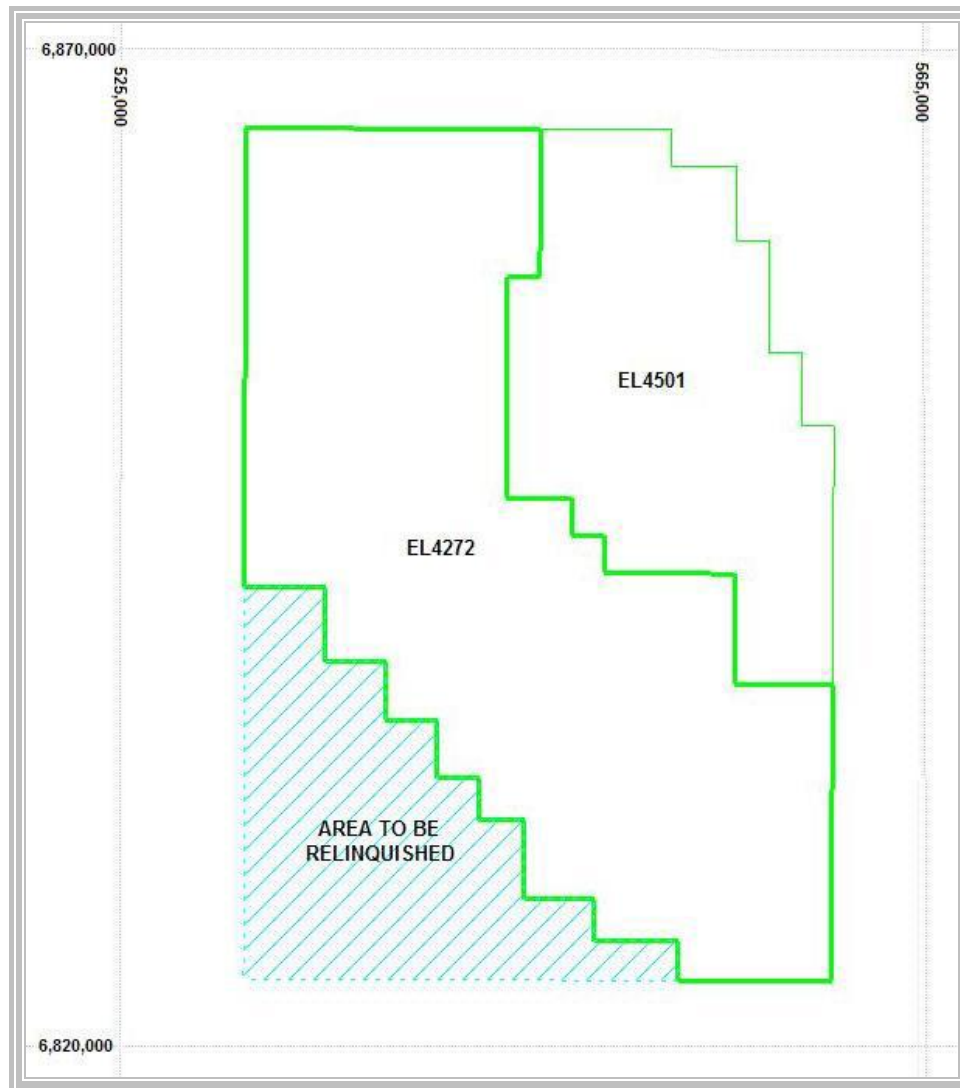 6,870,000
525,000
565,000
EL4501
EL4272
AREA TO BE
RELINQUISHED
6,820,000